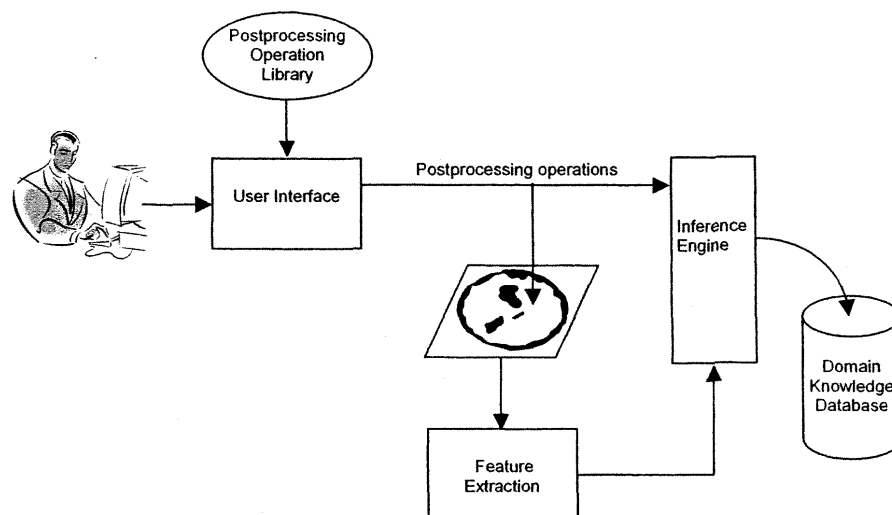 Postprocessing
Operation
Library
User Interface
Postprocessing operations
Inference
Engine
Domain
Knowledge
Database
Feature
Extraction